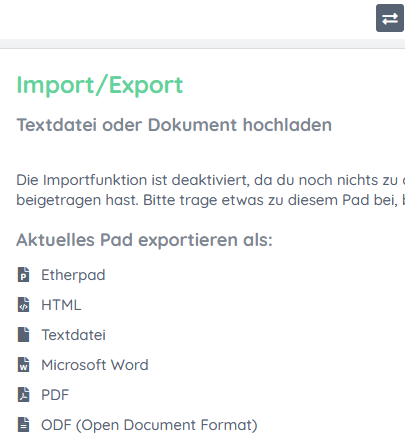 Import/Export
Textdatei oder Dokument hochladen
Die Importfunktion ist deaktiviert, da du noch nichts zu
beigetragen hast. Bitte trage etwas zu diesem Pad bei,
Aktuelles Pad exportieren als:
Etherpad
HTML
Textdatei
Microsoft Word
PDF
ODF (Open Document Format)